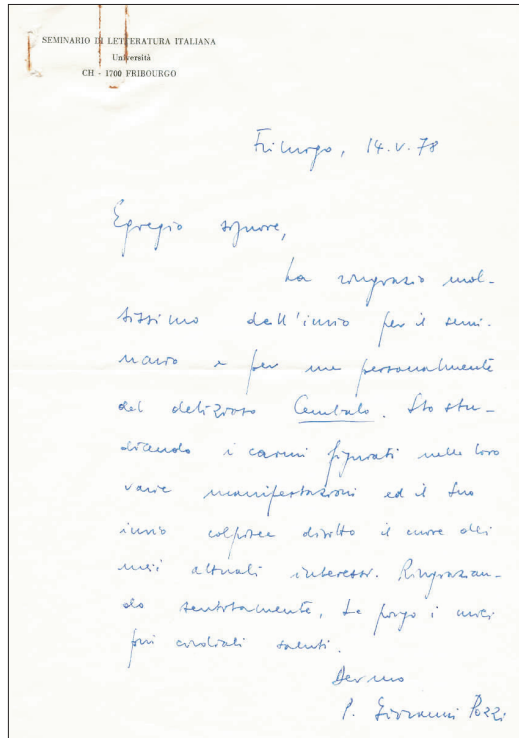 SEMINARIO DI LETTERATURA ITALIANA
Università
CH - 1700 FRIBOURGO
Friburgo, 14.V.78
Egregio signore,
La ringrazio mol-
tissimo dell'invio per il semi-
nario e per me personalmente
del delizioso Cembalo. Sto stu-
diando i carmi figurati nelle loro
varie manifestazioni ed il Suo
invio colpisce diritto il cuore dei
miei attuali interessi. Ringrazian-
do sentitamente, Le porgo i miei
più cordiali saluti.
Dev.mo
P. Giovanni Pozzi